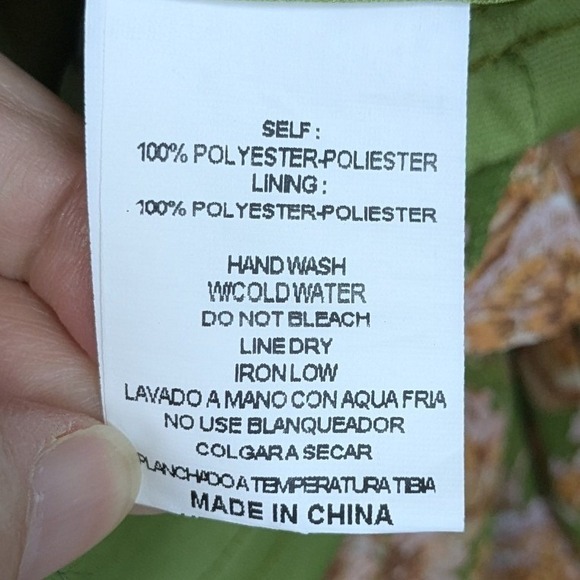 SELF:
100% POLYESTER-POLIESTER
LINING:
100% POLYESTER-POLIESTER
HAND WASH
W/COLD WATER
DO NOT BLEACH
LINE DRY
IRON LOW
LAVADO A MANO CON AQUA FRIA
NO USE BLANQUEADOR
COLGAR A SECAR
PLANCHADO A TEMPERATURA TIBIA
MADE IN CHINA